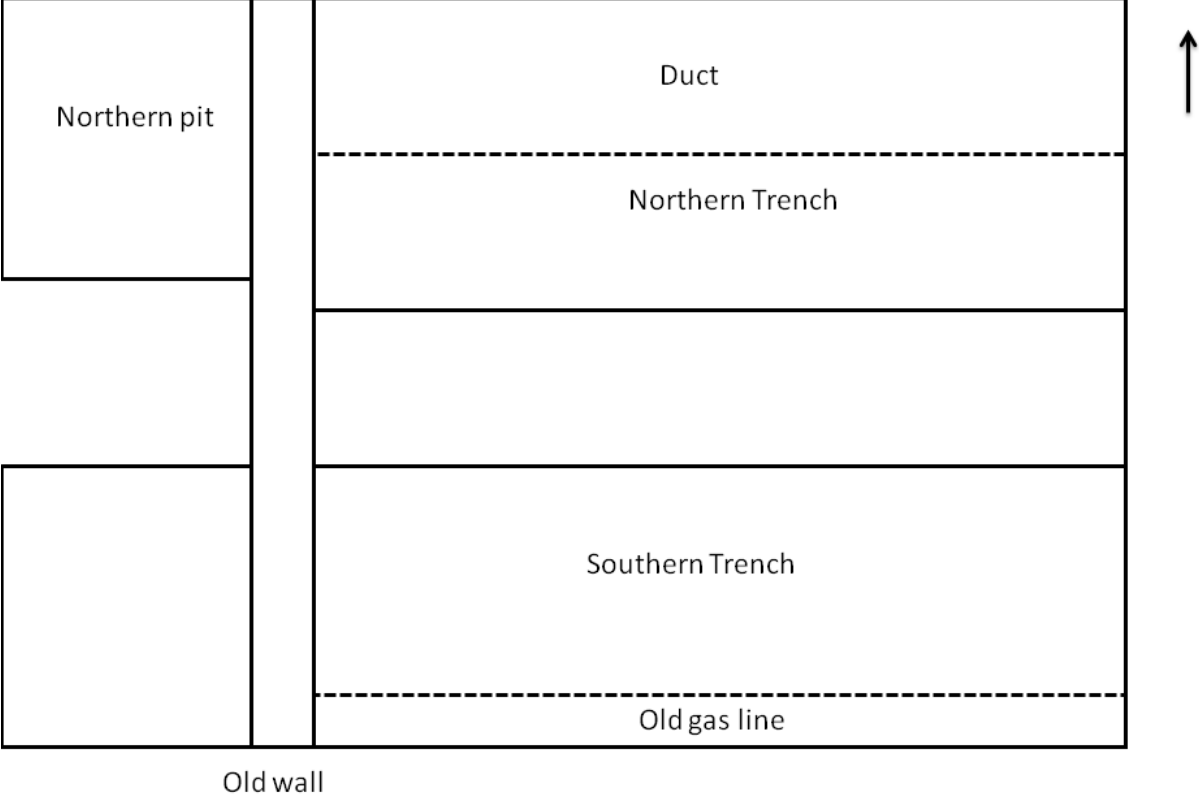 Duct
Northern pit
Northern Trench
Southern Trench
Old gas line
Old wall